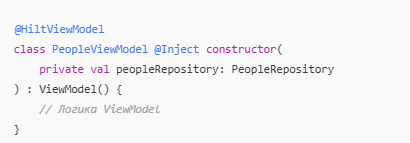 @HiltViewModel
class PeopleViewModel @Inject constructor(
    private val peopleRepository: PeopleRepository
) : ViewModel() {
    // Логика ViewModel
}